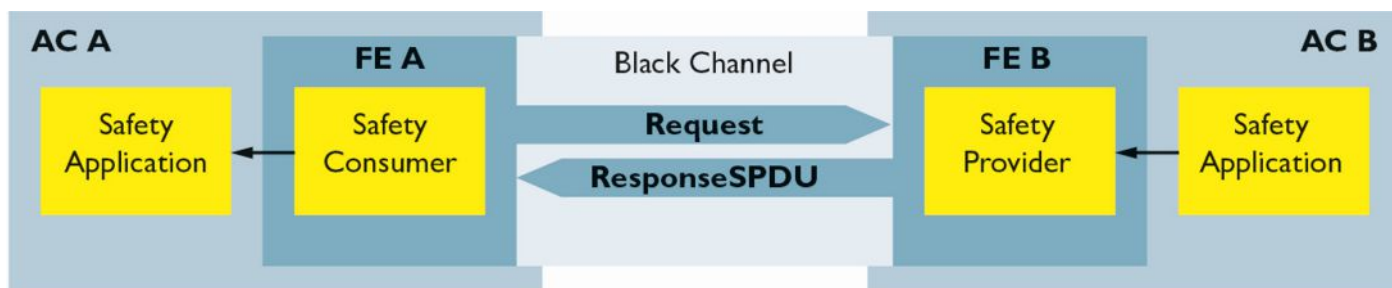 AC A
FE A
Black Channel
FE B
AC B
Safety
Application
Safety
Consumer
Request
ResponseSPDU
Safety
Provider
Safety
Application